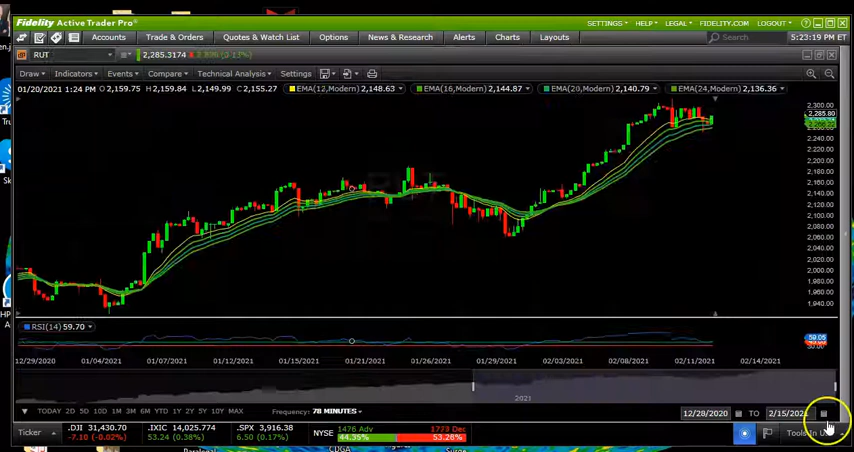 Fidelity Active Trader Pro® SETTINGS HELP LEGAL FIDELITY.COM LOGOUT
Accounts Trade & Orders Quotes & Watch List Options News & Research Alerts Charts Layouts Search 5:23:19 PM ET
RUT 2,285.3174
Draw Indicators Events Compare Technical Analysis Settings
01/20/2021 1:24 PM O 2,159.75 H 2,159.84 L 2,149.99 C 2,155.27 EMA(12,Modern) 2,148.63 EMA(16,Modern) 2,144.87 EMA(20,Modern) 2,140.79 EMA(24,Modern) 2,136.36
2,300.00
2,285.80
2,240.00
2,220.00
2,200.00
2,180.00
2,160.00
2,140.00
2,120.00
2,100.00
2,080.00
2,060.00
2,040.00
2,020.00
2,000.00
1,980.00
1,960.00
1,940.00
RSI(14) 59.70
59.05
12/29/2020 01/04/2021 01/07/2021 01/12/2021 01/15/2021 01/21/2021 01/26/2021 01/29/2021 02/03/2021 02/08/2021 02/11/2021 02/14/2021
2021
TODAY 2D 5D 10D 1M 3M 6M YTD 1Y 2Y 5Y 10Y MAX Frequency: 78 MINUTES 12/28/2020 TO 2/15/2021
Ticker .DJI 31,430.70 .IXIC 14,025.774 .SPX 3,916.38 NYSE 1476 Adv 1773 Dec Tools In U
-7.10 (-0.02%) 53.24 (0.38%) 6.50 (0.17%) 44.35% 53.26%